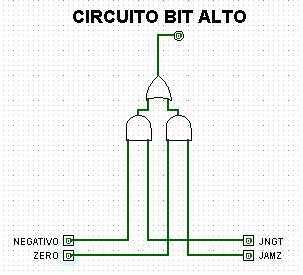 CIRCUITO BIT ALTO
NEGATIVO
JNGT
ZERO
JAMZ